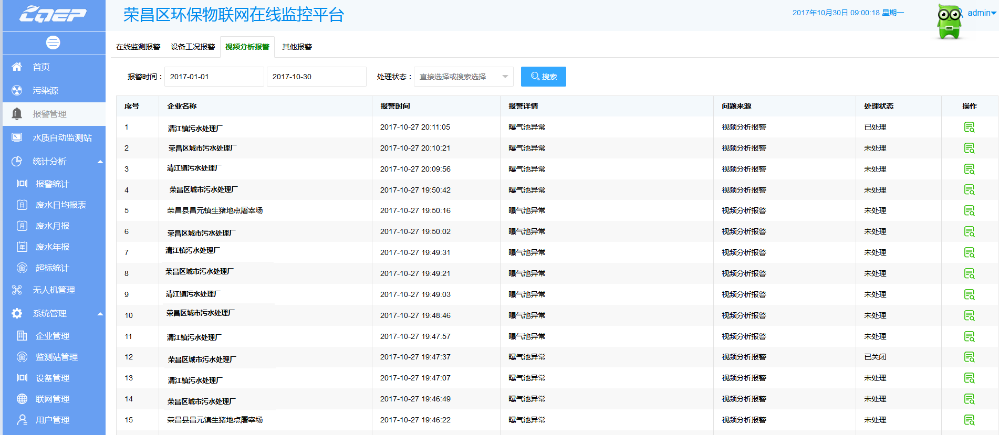 CQEP
荣昌区环保物联网在线监控平台
2017年10月30日 09:00:18 星期一
admin
首页
污染源
报警管理
水质自动监测站
统计分析
报警统计
废水日均报表
废水月报
废水年报
超标统计
无人机管理
系统管理
企业管理
监测站管理
设备管理
联网管理
用户管理
在线监测报警 设备工况报警 视频分析报警 其他报警
报警时间： 2017-01-01 2017-10-30 处理状态： 直接选择或搜索选择 搜索
序号 企业名称 报警时间 报警详情 问题来源 处理状态 操作
1 清江镇污水处理厂 2017-10-27 20:11:05 曝气池异常 视频分析报警 已处理
2 荣昌区城市污水处理厂 2017-10-27 20:10:21 曝气池异常 视频分析报警 未处理
3 清江镇污水处理厂 2017-10-27 20:09:56 曝气池异常 视频分析报警 未处理
4 荣昌区城市污水处理厂 2017-10-27 19:50:42 曝气池异常 视频分析报警 未处理
5 荣昌县昌元镇生猪地点屠宰场 2017-10-27 19:50:16 曝气池异常 视频分析报警 未处理
6 荣昌区城市污水处理厂 2017-10-27 19:50:02 曝气池异常 视频分析报警 未处理
7 清江镇污水处理厂 2017-10-27 19:49:31 曝气池异常 视频分析报警 未处理
8 荣昌区城市污水处理厂 2017-10-27 19:49:21 曝气池异常 视频分析报警 未处理
9 清江镇污水处理厂 2017-10-27 19:49:03 曝气池异常 视频分析报警 未处理
10 荣昌区城市污水处理厂 2017-10-27 19:48:46 曝气池异常 视频分析报警 未处理
11 清江镇污水处理厂 2017-10-27 19:47:57 曝气池异常 视频分析报警 未处理
12 荣昌区城市污水处理厂 2017-10-27 19:47:37 曝气池异常 视频分析报警 已关闭
13 清江镇污水处理厂 2017-10-27 19:47:07 曝气池异常 视频分析报警 未处理
14 荣昌区城市污水处理厂 2017-10-27 19:46:49 曝气池异常 视频分析报警 未处理
15 荣昌县昌元镇生猪地点屠宰场 2017-10-27 19:46:22 曝气池异常 视频分析报警 未处理